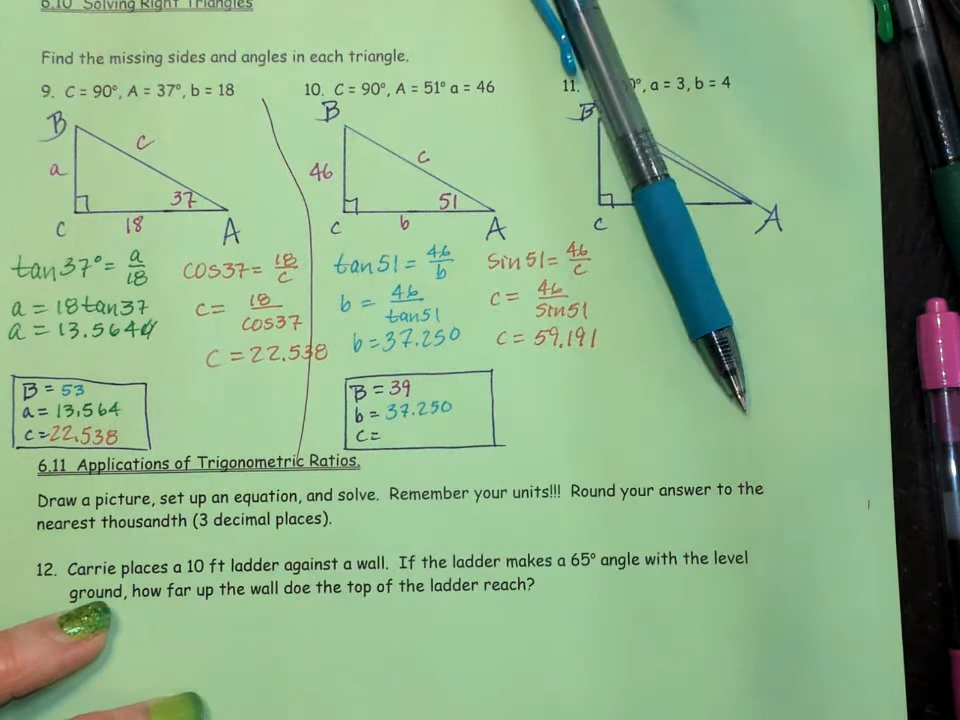 6.10 Solving Right Triangles
Find the missing sides and angles in each triangle.
9. C = 90°, A = 37°, b = 18
B
c
a
37
C
18
A
tan37° = a/18
a = 18tan37
a = 13.564
cos37 = 18/c
c = 18/cos37
c = 22.538
B = 53
a = 13.564
c = 22.538
10. C = 90°, A = 51° a = 46
B
46
c
51
C
b
A
tan51 = 46/b
b = 46/tan51
b = 37.250
sin51 = 46/c
c = 46/sin51
c = 59.191
B = 39
b = 37.250
c =
11. 0°, a = 3, b = 4
B
C
A
6.11 Applications of Trigonometric Ratios.
Draw a picture, set up an equation, and solve. Remember your units!!! Round your answer to the
nearest thousandth (3 decimal places).
12. Carrie places a 10 ft ladder against a wall. If the ladder makes a 65° angle with the level
ground, how far up the wall doe the top of the ladder reach?